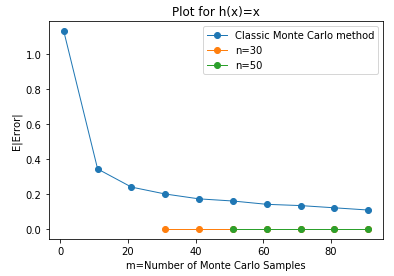 Plot for h(x)=x
Classic Monte Carlo method
n=30
n=50
E|Error|
1.0
0.8
0.6
0.4
0.2
0.0
0 20 40 60 80
m=Number of Monte Carlo Samples